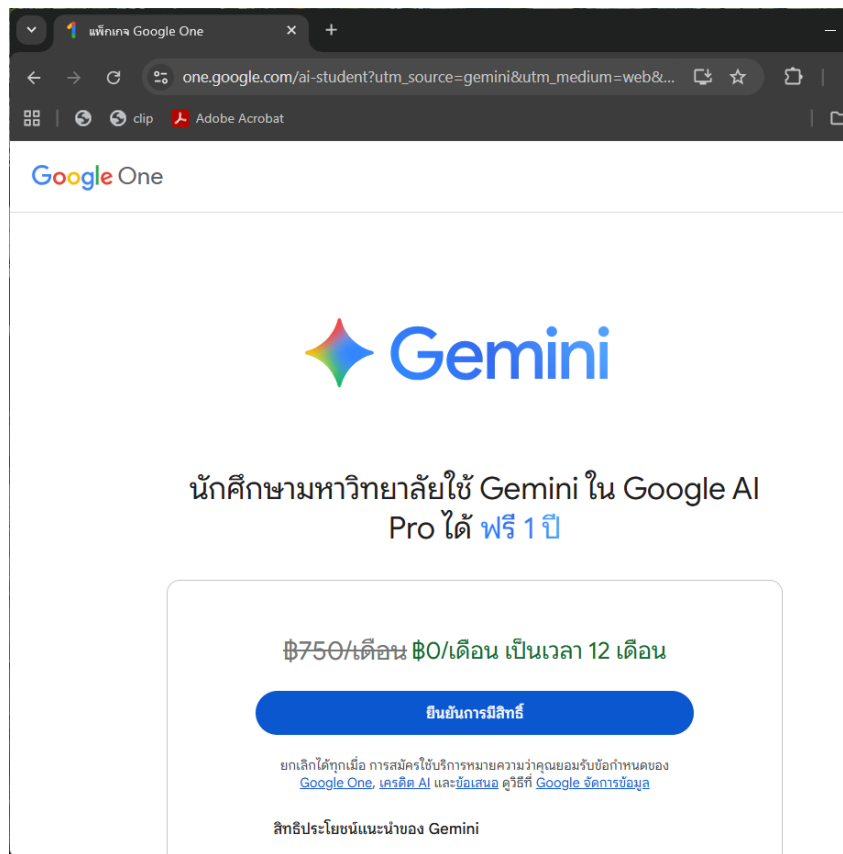 แพ็กเกจ Google One
one.google.com/ai-student?utm_source=gemini&utm_medium=web&...
clip
Adobe Acrobat
Google One
Gemini
นักศึกษามหาวิทยาลัยใช้ Gemini ใน Google AI
Pro ได้ ฟรี 1 ปี
฿750/เดือน ฿0/เดือน เป็นเวลา 12 เดือน
ยืนยันการมีสิทธิ์
ยกเลิกได้ทุกเมื่อ การสมัครใช้บริการหมายความว่าคุณยอมรับข้อกำหนดของ
Google One, เครดิต AI และข้อเสนอ ดูวิธีที่ Google จัดการข้อมูล
สิทธิประโยชน์แนะนำของ Gemini